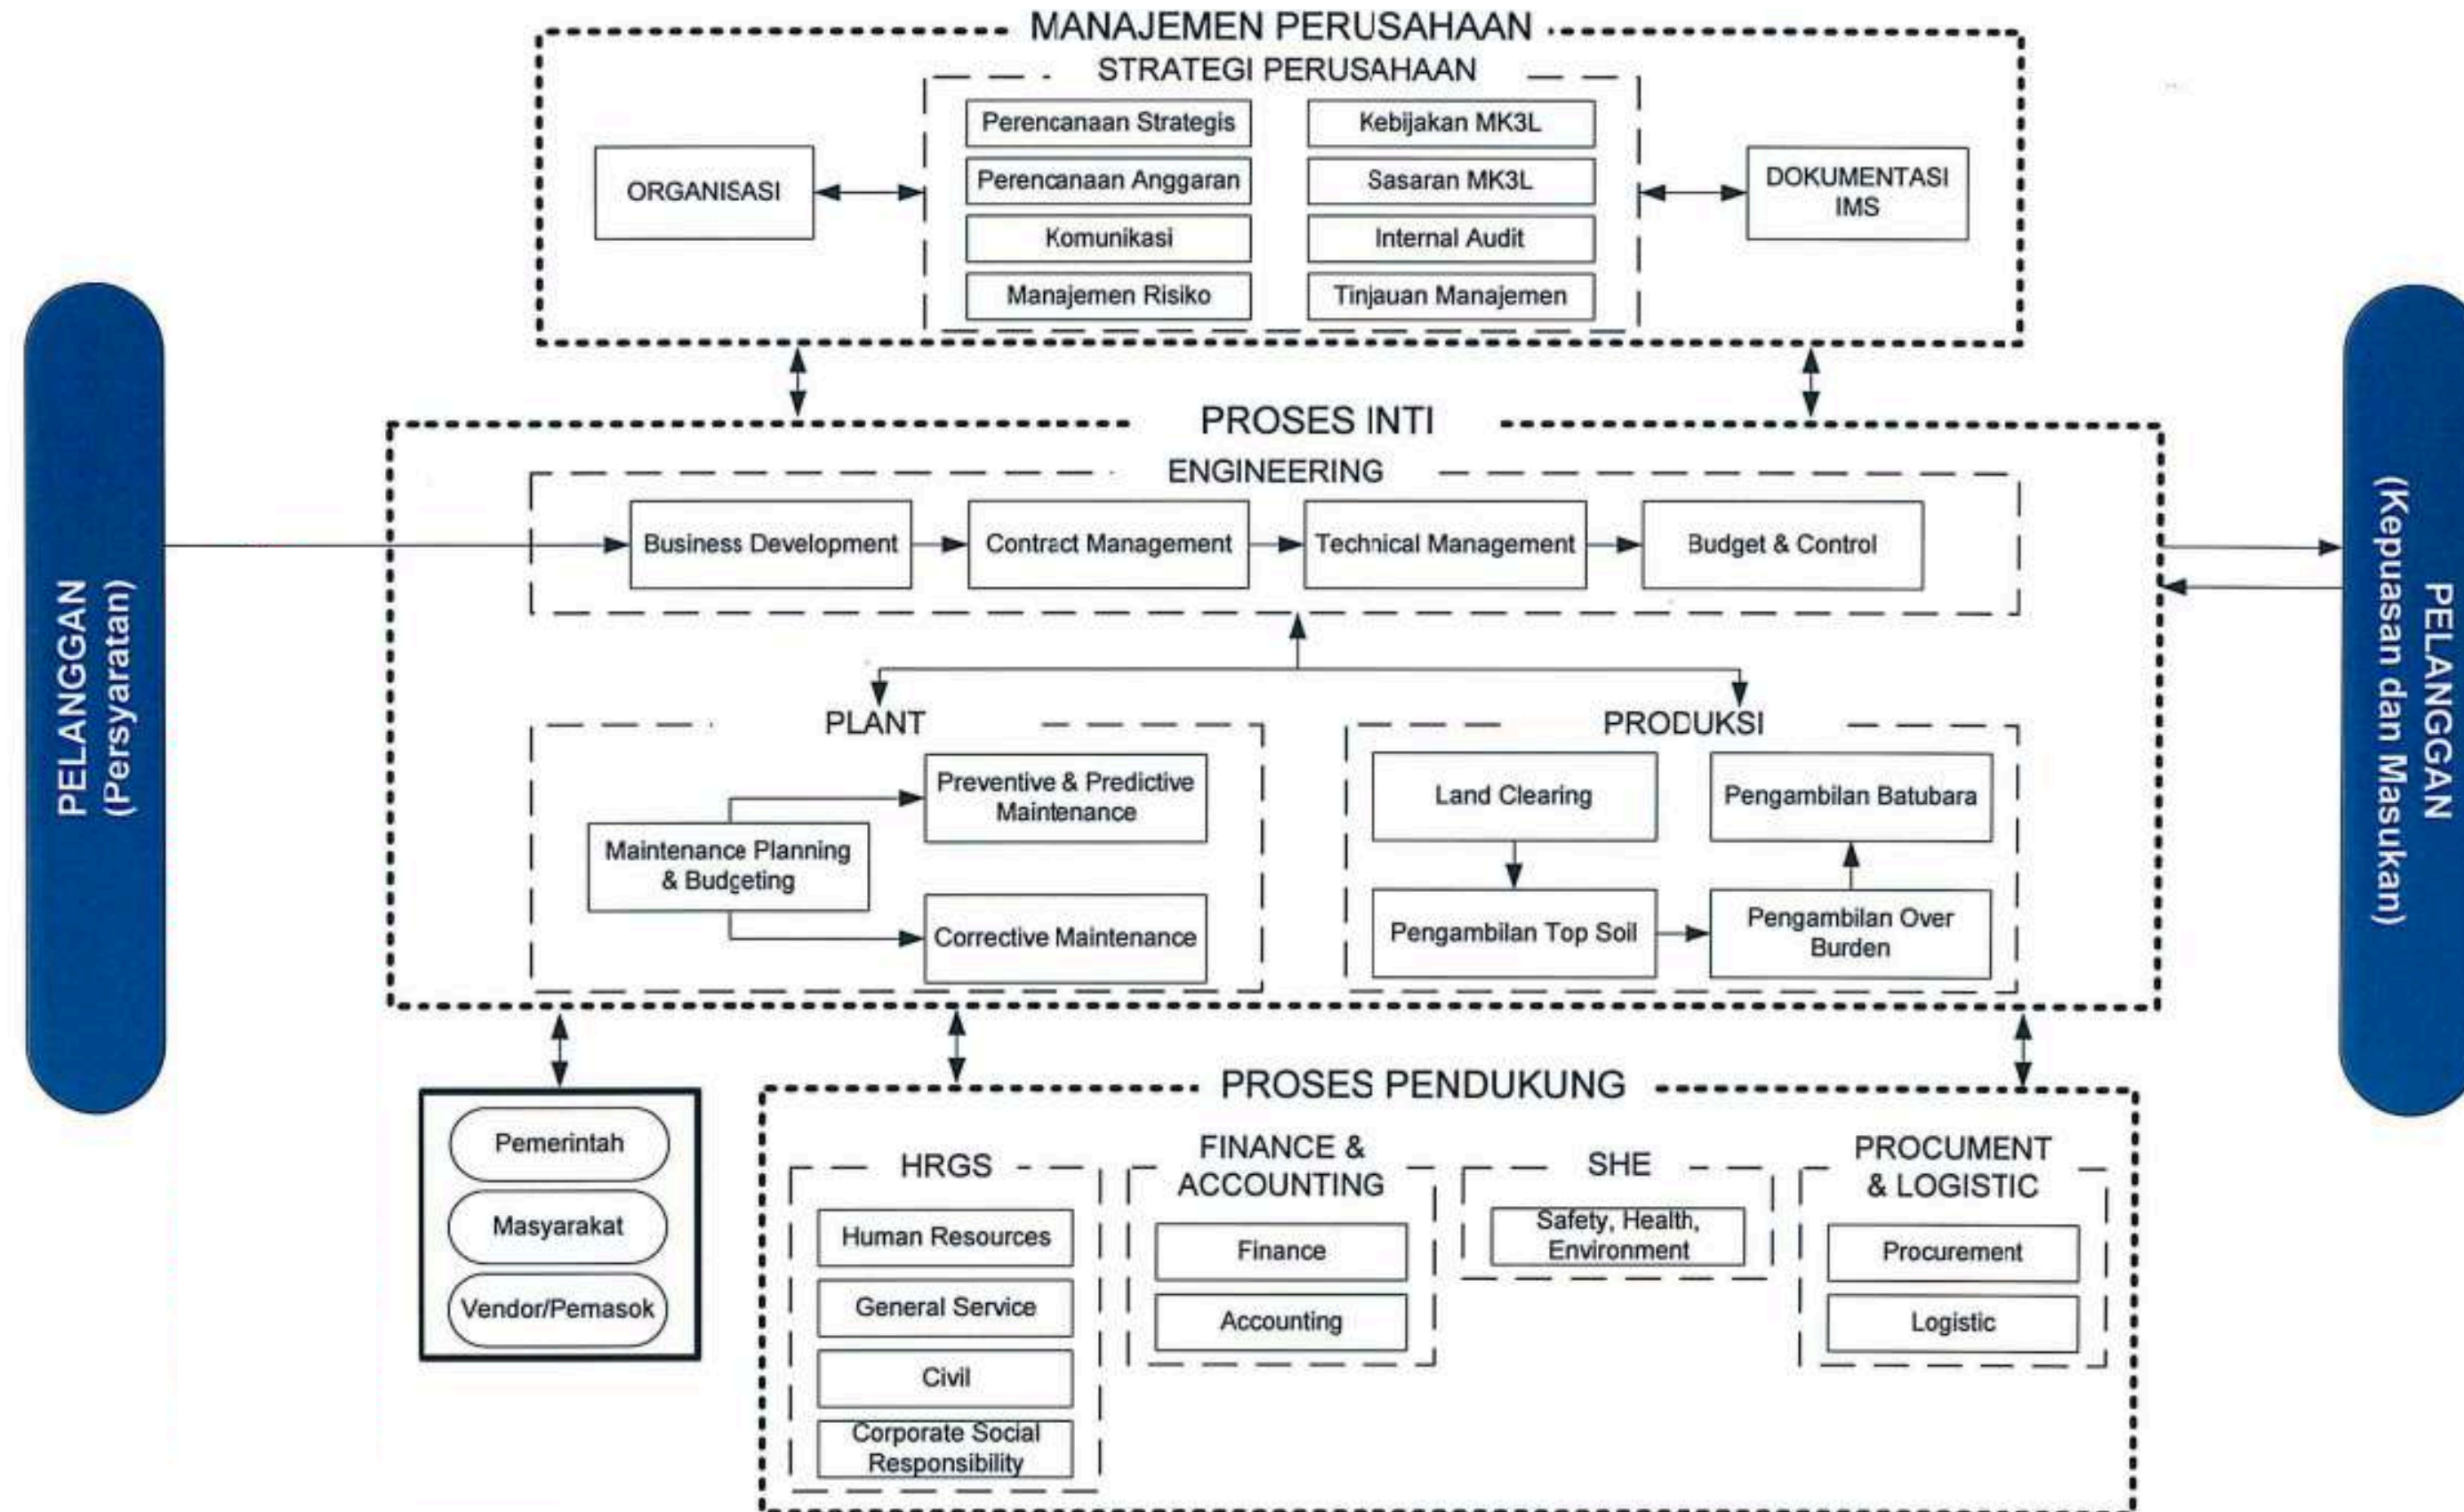 MANAJEMEN PERUSAHAAN
STRATEGI PERUSAHAAN
ORGANISASI
Perencanaan Strategis
Perencanaan Anggaran
Komunikasi
Manajemen Risiko
Kebijakan MK3L
Sasaran MK3L
Internal Audit
Tinjauan Manajemen
DOKUMENTASI
IMS
PELANGGAN
(Persyaratan)
PROSES INTI
ENGINEERING
Business Development
Contract Management
Technical Management
Budget & Control
PLANT
Maintenance Planning
& Budgeting
Preventive & Predictive
Maintenance
Corrective Maintenance
PRODUKSI
Land Clearing
Pengambilan Top Soil
Pengambilan Over
Burden
Pengambilan Batubara
PELANGGAN
(Kepuasan dan Masukan)
Pemerintah
Masyarakat
Vendor/Pemasok
PROSES PENDUKUNG
HRGS
Human Resources
General Service
Civil
Corporate Social
Responsibility
FINANCE &
ACCOUNTING
Finance
Accounting
SHE
Safety, Health,
Environment
PROCUMENT
& LOGISTIC
Procurement
Logistic